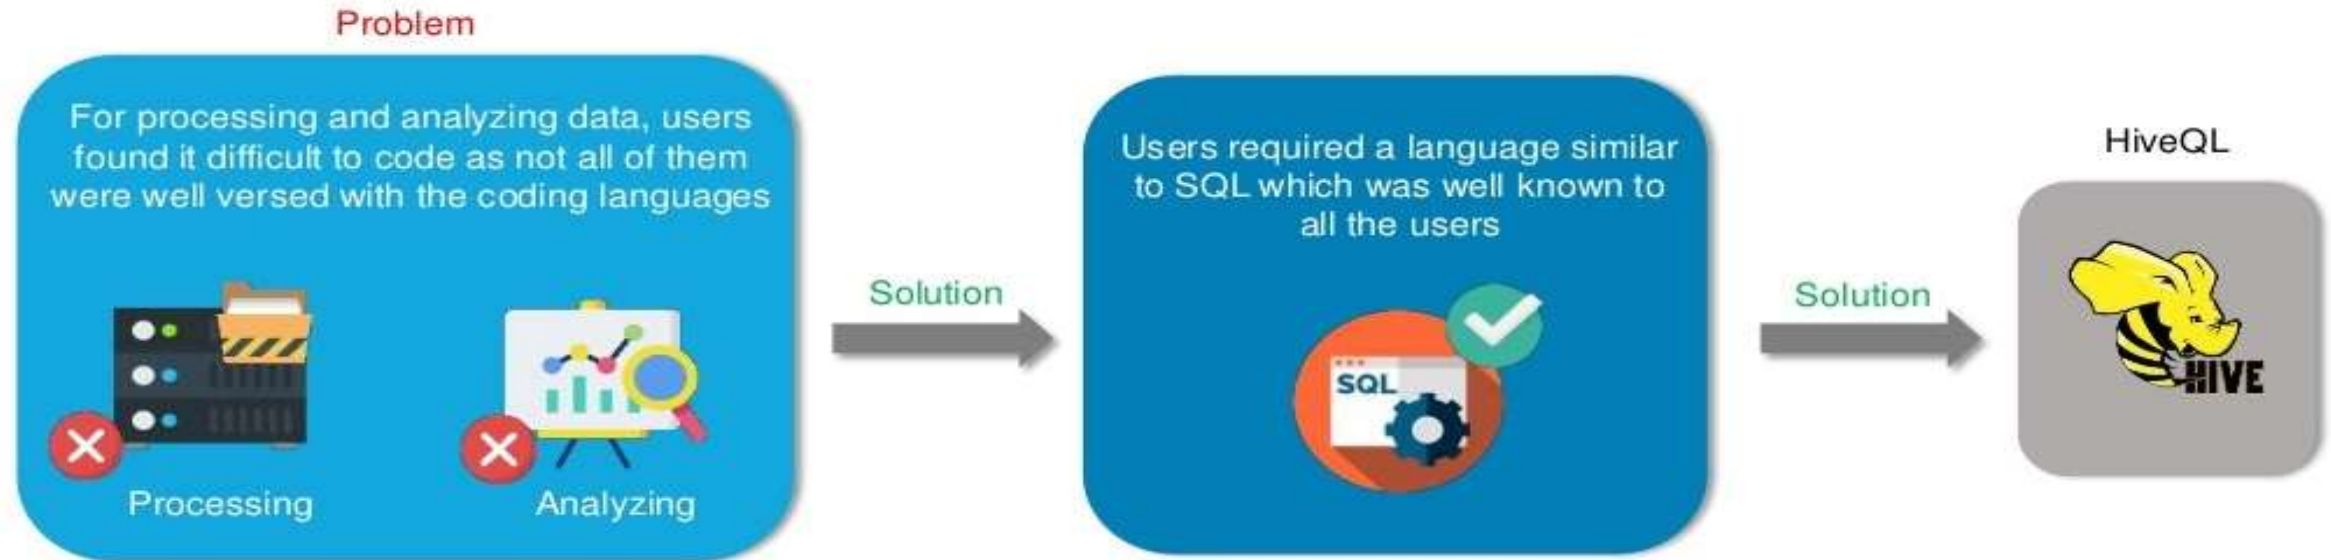 Problem
For processing and analyzing data, users
found it difficult to code as not all of them
were well versed with the coding languages
Processing
Analyzing
Solution
Users required a language similar
to SQL which was well known to
all the users
SQL
Solution
HiveQL
HIVE